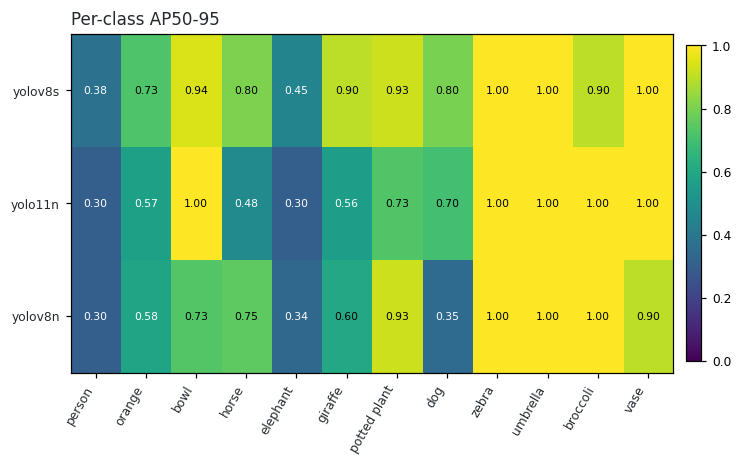 Per-class AP50-95
yolov8s 0.38 0.73 0.94 0.80 0.45 0.90 0.93 0.80 1.00 1.00 0.90 1.00
yolo11n 0.30 0.57 1.00 0.48 0.30 0.56 0.73 0.70 1.00 1.00 1.00 1.00
yolov8n 0.30 0.58 0.73 0.75 0.34 0.60 0.93 0.35 1.00 1.00 1.00 0.90
person orange bowl horse elephant giraffe potted plant dog zebra umbrella broccoli vase
1.0
0.8
0.6
0.4
0.2
0.0